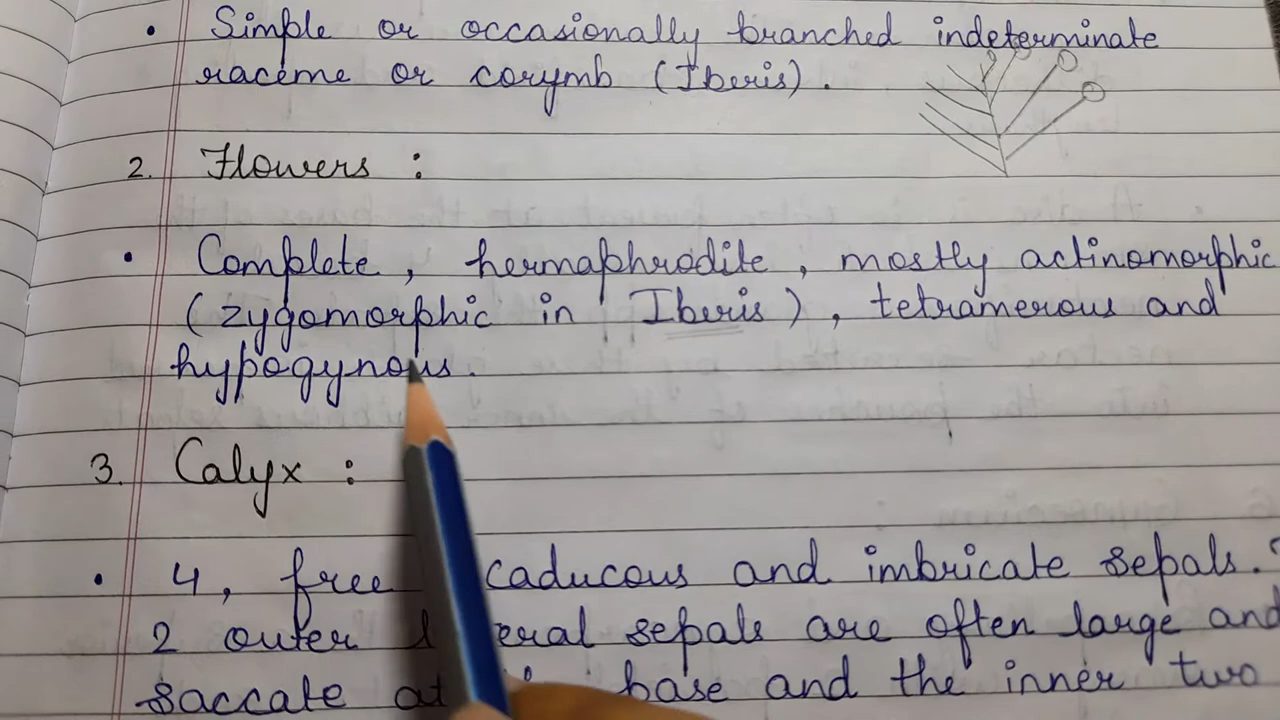 • Simple or occasionally branched indeterminate
raceme or corymb (Iberis).
2. Flowers :
• Complete, hermaphrodite, mostly actinomorphic
(zygomorphic in Iberis), tetramerous and
hypogynous.
3. Calyx :
• 4, free caducous and imbricate sepals.
2 outer l eral sepals are often large and
saccate at base and the inner two